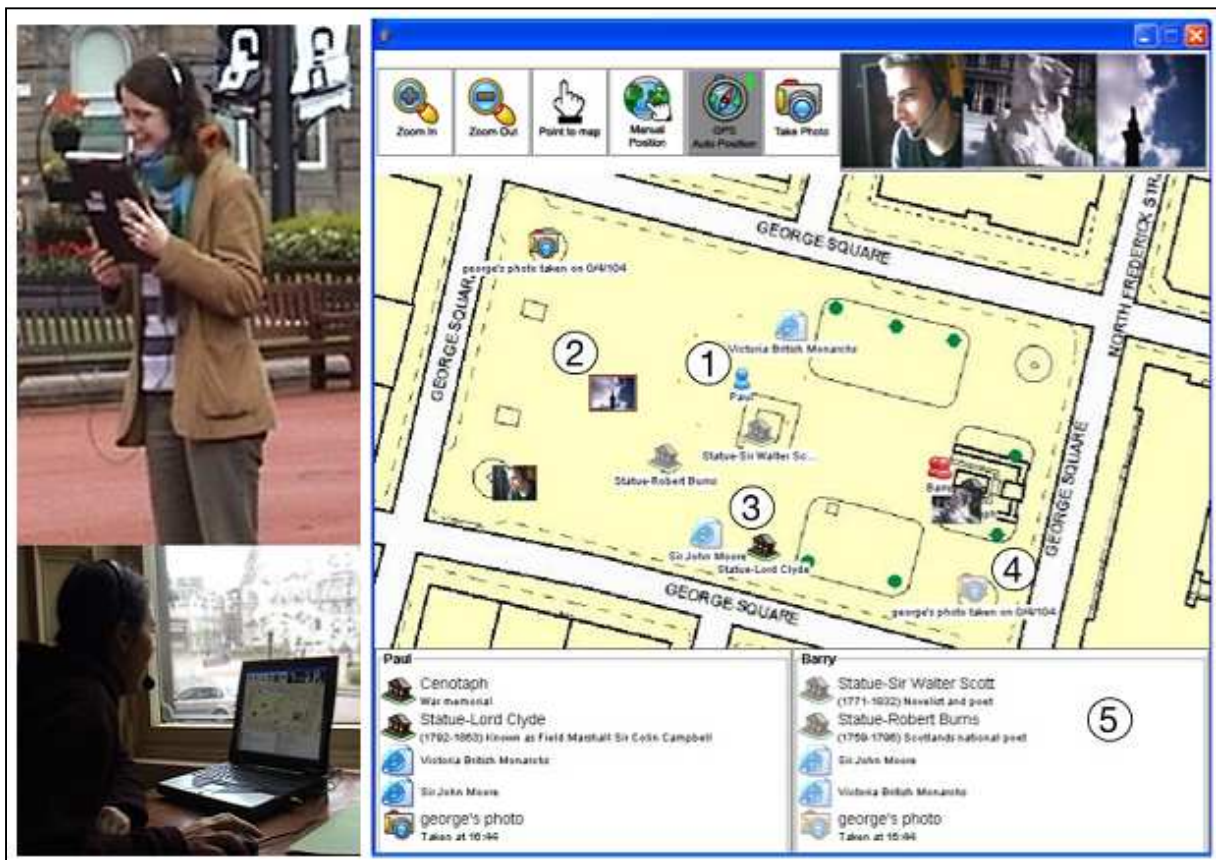 Zoom In
Zoom Out
Point to map
Manual
Position
GPS
Auto Position
Take Photo
GEORGE SQUARE
NORTH FREDERICK STR
george's photo taken on 0/4/104
GEORGE SQUAR
Victoria British Monarchs
①
②
Paul
Statue-Sir Walter Sc...
Statue-Robert Burns
③
Sir John Moore
Statue-Lord Clyde
GEORGE SQUARE
④
george's photo taken on 0/4/104
GEORGE SQUARE
Paul
Cenotaph
War memorial
Statue-Lord Clyde
(1792-1863) Known as Field Marshall Sir Colin Campbell
Victoria British Monarchs
Sir John Moore
george's photo
Taken at 16:44
Barry
Statue-Sir Walter Scott
(1771-1832) Novelist and poet
Statue-Robert Burns
(1759-1796) Scotlands national poet
⑤
Sir John Moore
Victoria British Monarchs
george's photo
Taken at 16:44